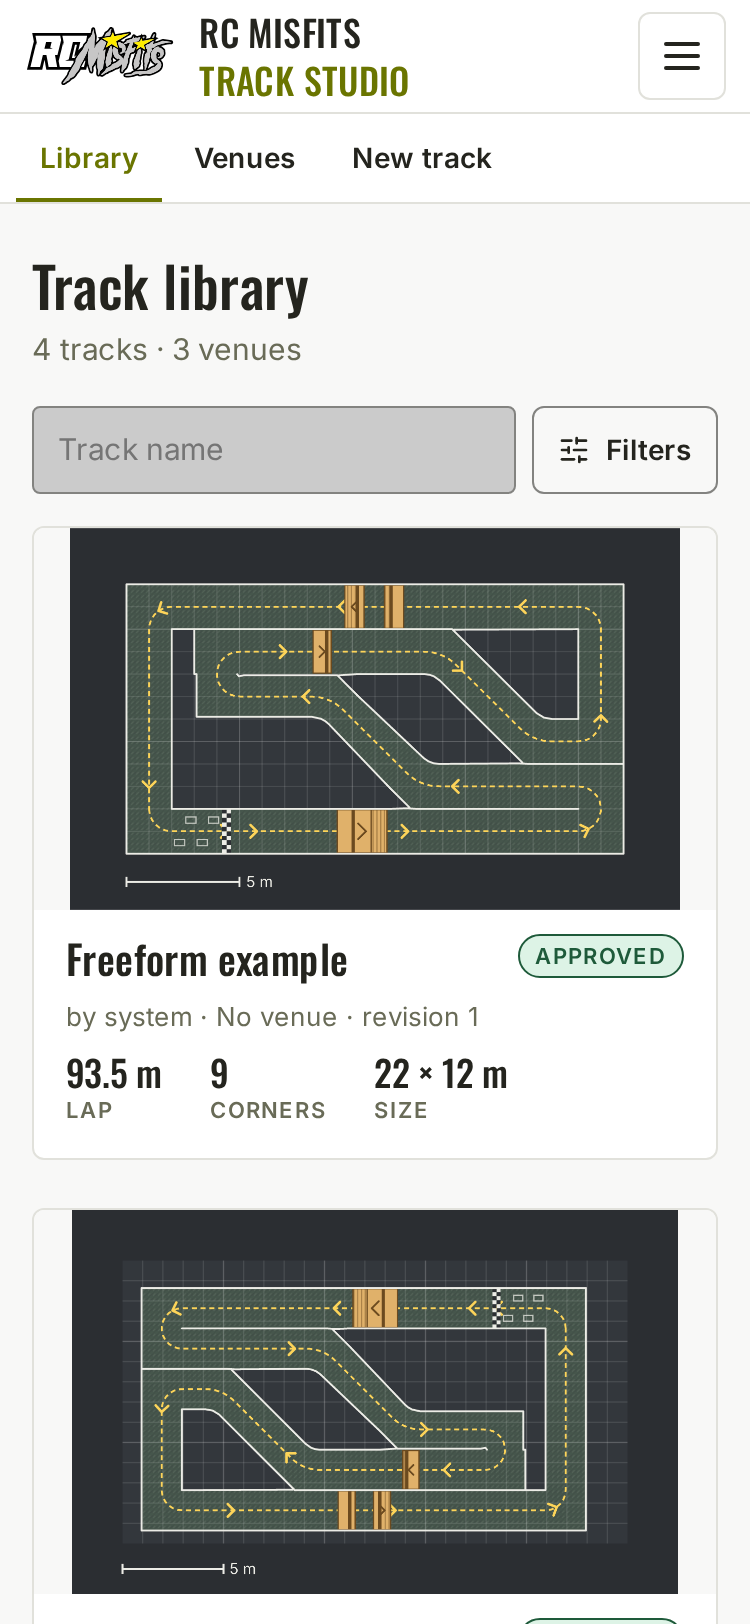 RC MISFITS
RC MISFITS
TRACK STUDIO
Library
Venues
New track
Track library
4 tracks · 3 venues
Track name
Filters
5 m
Freeform example
APPROVED
by system · No venue · revision 1
93.5 m
9
22 × 12 m
LAP
CORNERS
SIZE
5 m